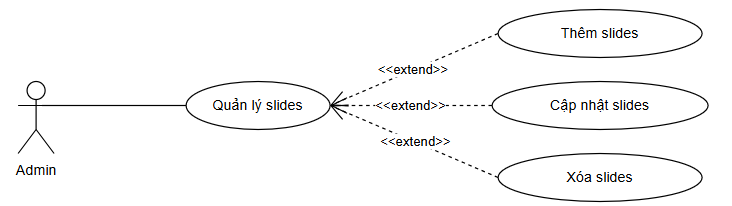 Thêm slides
<<extend>>
Quản lý slides
<<extend>>
Cập nhật slides
<<extend>>
Admin
Xóa slides